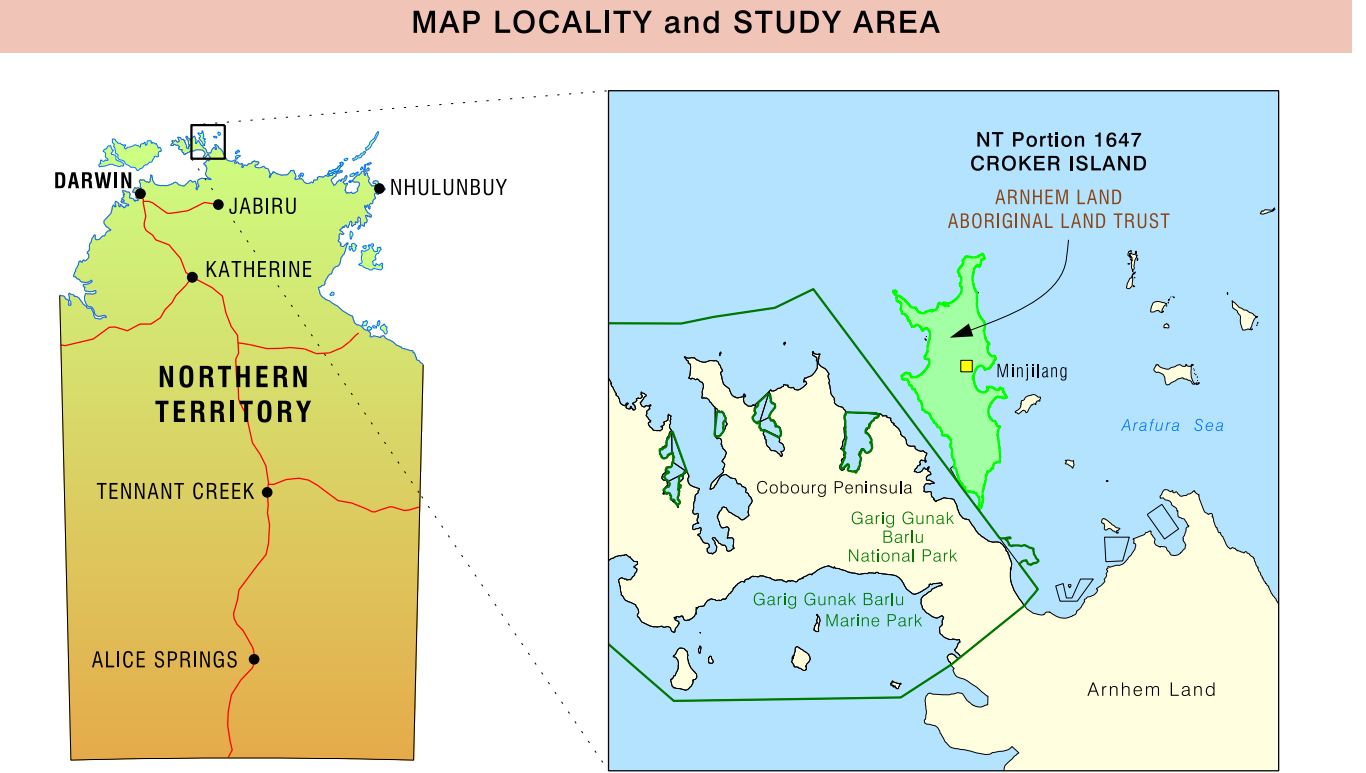 MAP LOCALITY and STUDY AREA
DARWIN
NHULUNBUY
JABIRU
KATHERINE
NORTHERN
TERRITORY
TENNANT CREEK
ALICE SPRINGS
NT Portion 1647
CROKER ISLAND
ARNHEM LAND
ABORIGINAL LAND TRUST
Minjilang
Arafura Sea
Cobourg Peninsula
Garig Gunak
Barlu
National Park
Garig Gunak Barlu
Marine Park
Arnhem Land